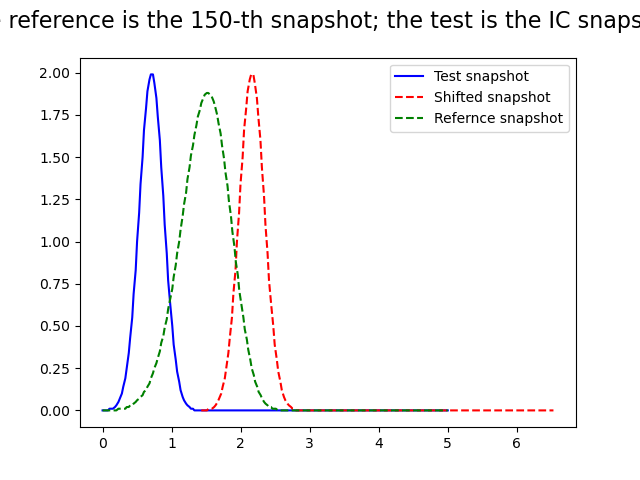 reference is the 150-th snapshot; the test is the IC snaps
Test snapshot
Shifted snapshot
Refernce snapshot
2.00
1.75
1.50
1.25
1.00
0.75
0.50
0.25
0.00
0 1 2 3 4 5 6